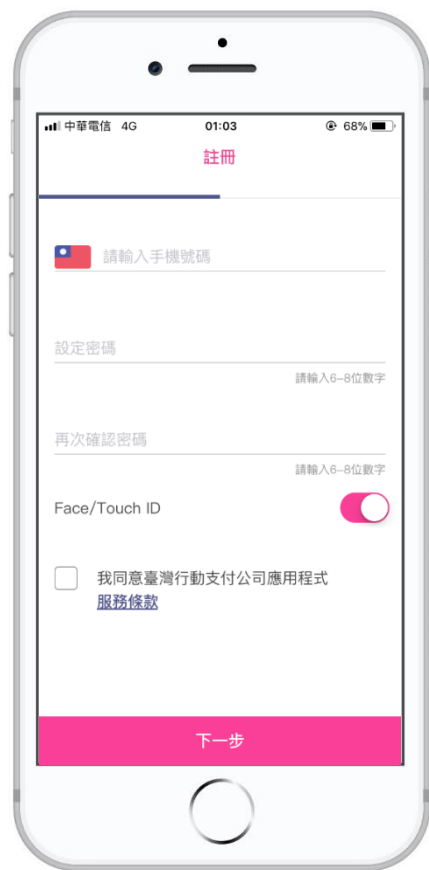 中華電信 4G 01:03 68%
註冊
請輸入手機號碼
設定密碼
請輸入6-8位數字
再次確認密碼
請輸入6-8位數字
Face/Touch ID
我同意臺灣行動支付公司應用程式
服務條款
下一步